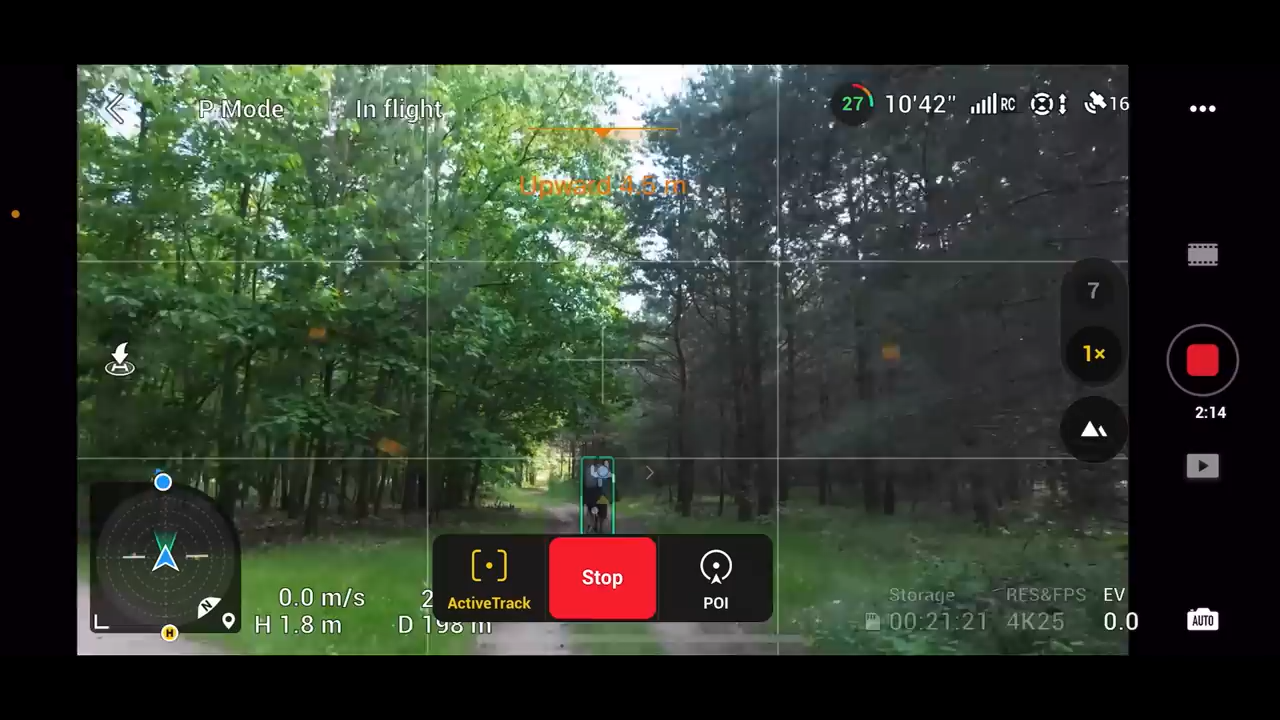 P Mode
In flight
27
10'42"
RC
16
Upward 4.5 m
7
1×
2:14
ActiveTrack
Stop
POI
0.0 m/s
2
H 1.8 m
D 198 m
N
H
Storage
00:21:21
RES&FPS
4K25
EV
0.0
AUTO